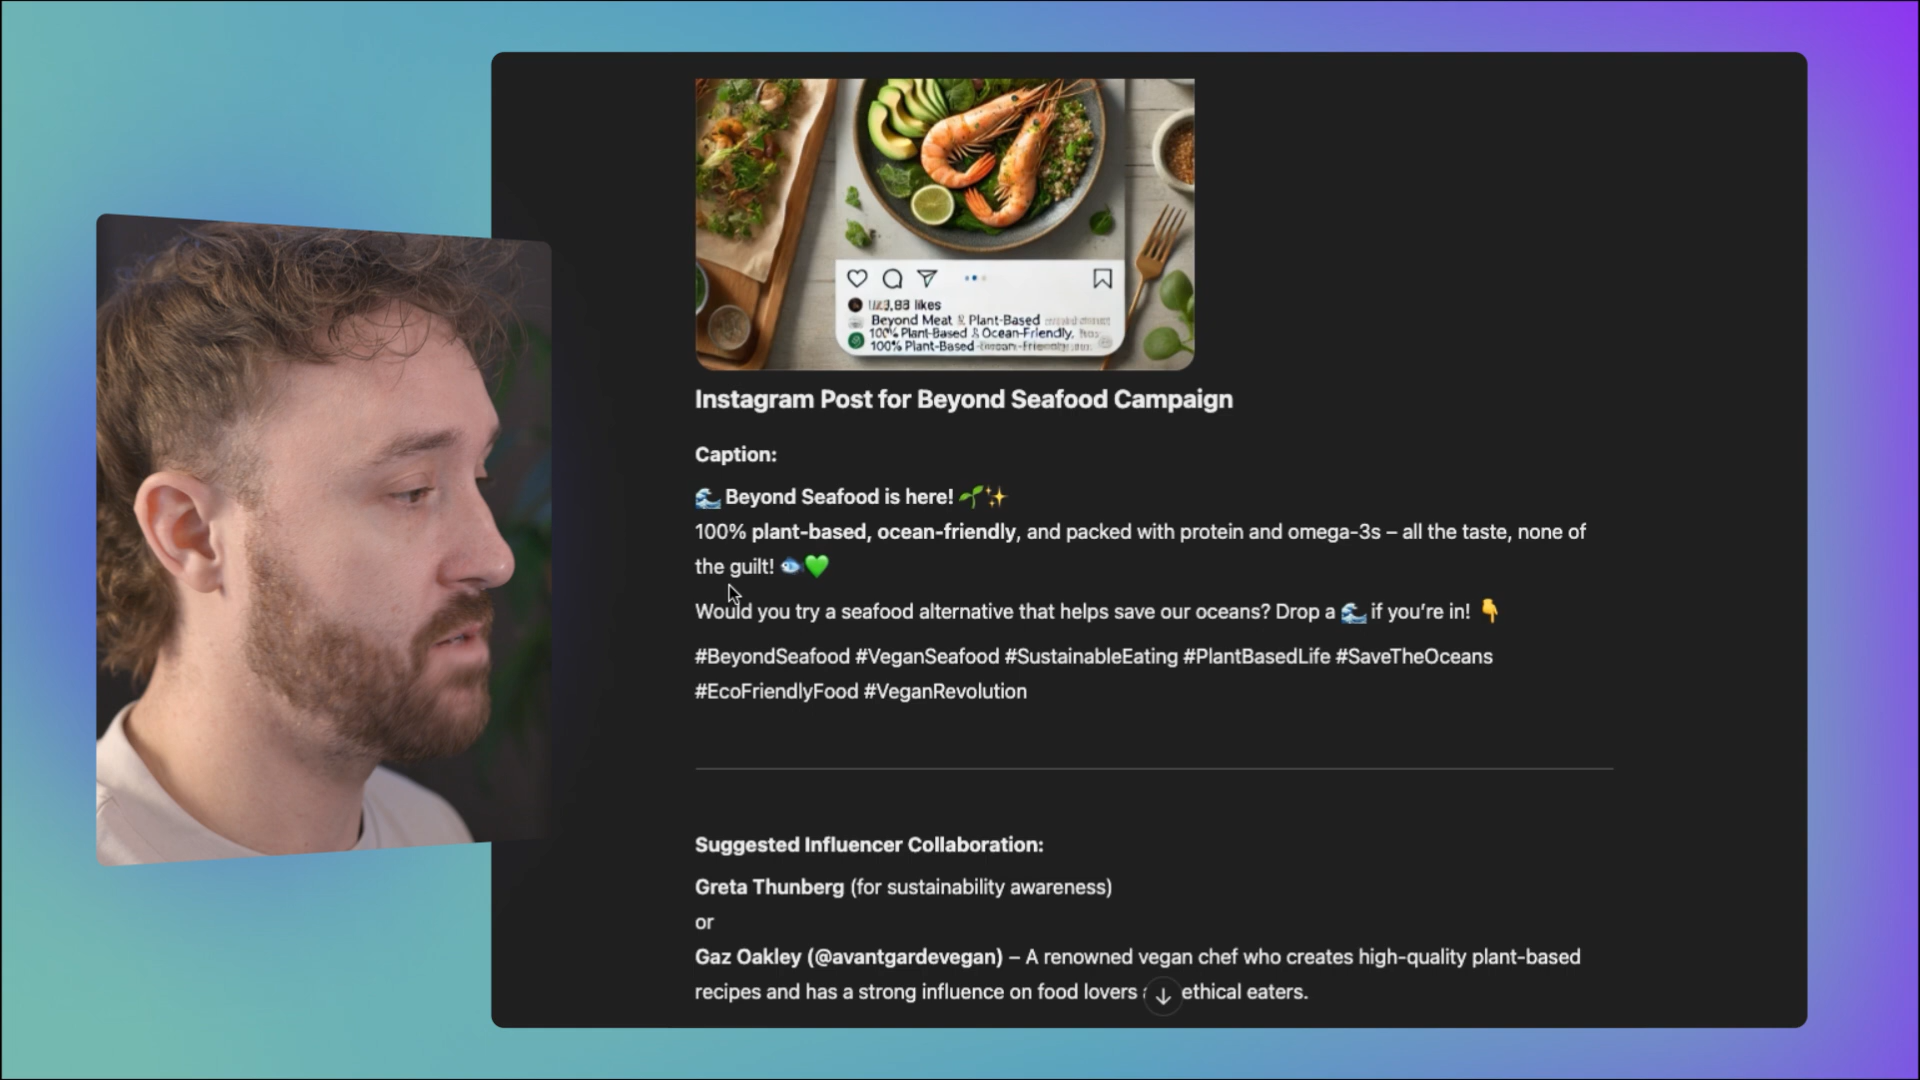 likes
Beyond Meat & Plant-Based
100% Plant-Based & Ocean-Friendly,
100% Plant-Based
Instagram Post for Beyond Seafood Campaign
Caption:
🌊 Beyond Seafood is here! 🌱✨
100% plant-based, ocean-friendly, and packed with protein and omega-3s – all the taste, none of
the guilt! 🐟💚
Would you try a seafood alternative that helps save our oceans? Drop a 🌊 if you’re in! 👇
#BeyondSeafood #VeganSeafood #SustainableEating #PlantBasedLife #SaveTheOceans
#EcoFriendlyFood #VeganRevolution
Suggested Influencer Collaboration:
Greta Thunberg (for sustainability awareness)
or
Gaz Oakley (@avantgardevegan) – A renowned vegan chef who creates high-quality plant-based
recipes and has a strong influence on food lovers ethical eaters.